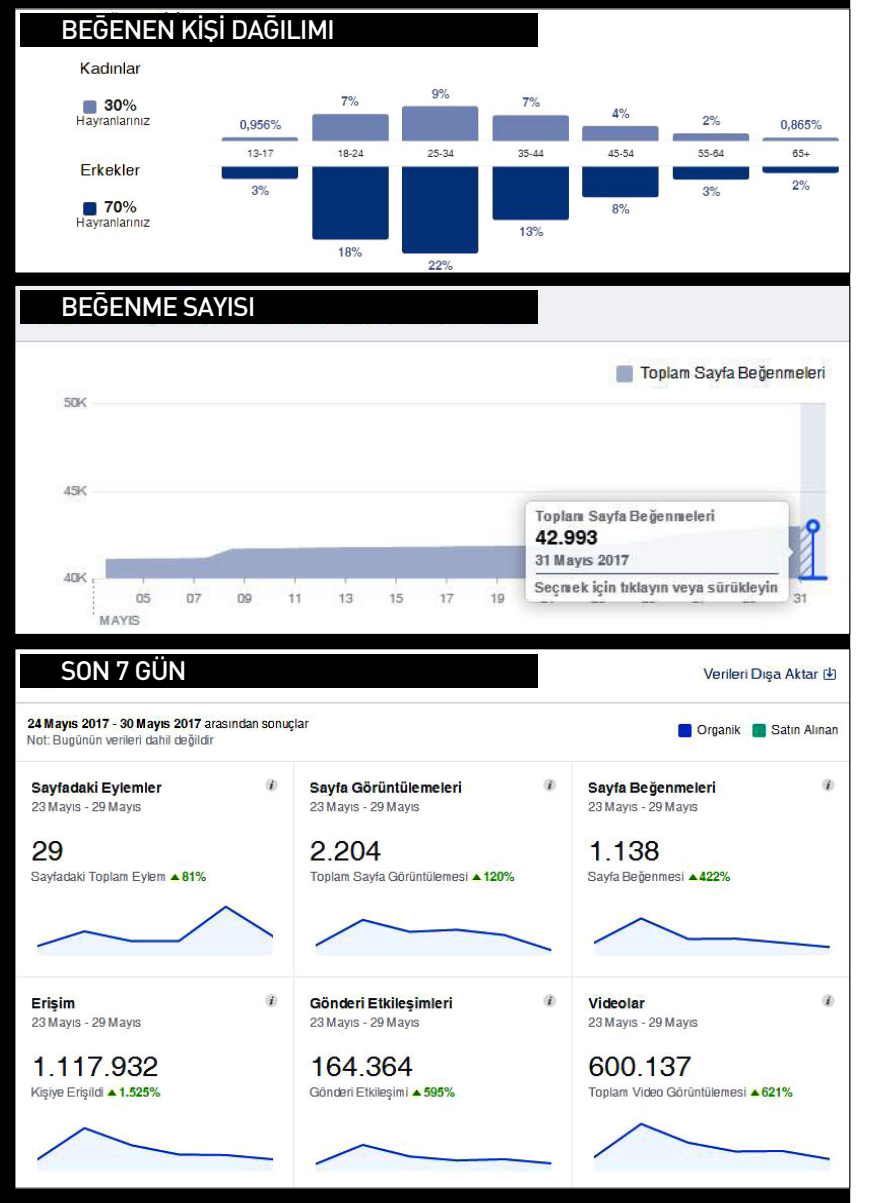 BEĞENEN KİŞİ DAĞILIMI
Kadınlar
30%
Hayranlarınız
0,956% 7% 9% 7% 4% 2% 0,865%
13-17 18-24 25-34 35-44 45-54 55-64 65+
Erkekler
70%
Hayranlarınız
3% 18% 22% 13% 8% 3% 2%
BEĞENME SAYISI
Toplam Sayfa Beğenmeleri
50K
45K
40K
Toplam Sayfa Beğenmeleri
42.993
31 Mayıs 2017
Seçmek için tıklayın veya sürükleyin
05 07 09 11 13 15 17 19 31
MAYIS
SON 7 GÜN
Verileri Dışa Aktar
24 Mayıs 2017 - 30 Mayıs 2017 arasından sonuçlar
Not: Bugünün verileri dahil değildir
Organik Satın Alınan
Sayfadaki Eylemler
23 Mayıs - 29 Mayıs
29
Sayfadaki Toplam Eylem ▲81%
Sayfa Görüntülemeleri
23 Mayıs - 29 Mayıs
2.204
Toplam Sayfa Görüntülemesi ▲120%
Sayfa Beğenmeleri
23 Mayıs - 29 Mayıs
1.138
Sayfa Beğenmesi ▲422%
Erişim
23 Mayıs - 29 Mayıs
1.117.932
Kişiye Erişildi ▲1.525%
Gönderi Etkileşimleri
23 Mayıs - 29 Mayıs
164.364
Gönderi Etkileşimi ▲595%
Videolar
23 Mayıs - 29 Mayıs
600.137
Toplam Video Görüntülemesi ▲621%